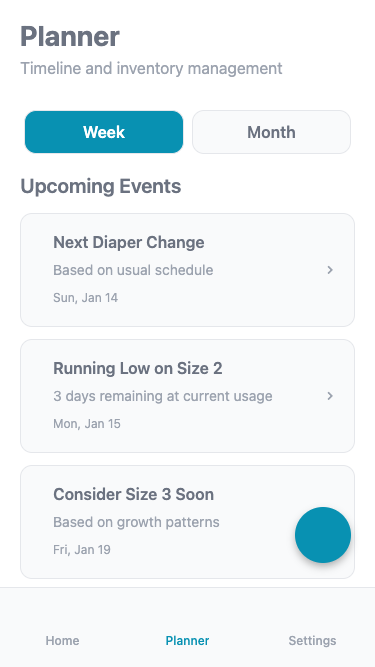 Planner
Timeline and inventory management
Week
Month
Upcoming Events
Next Diaper Change
Based on usual schedule
Sun, Jan 14
Running Low on Size 2
3 days remaining at current usage
Mon, Jan 15
Consider Size 3 Soon
Based on growth patterns
Fri, Jan 19
Home
Planner
Settings